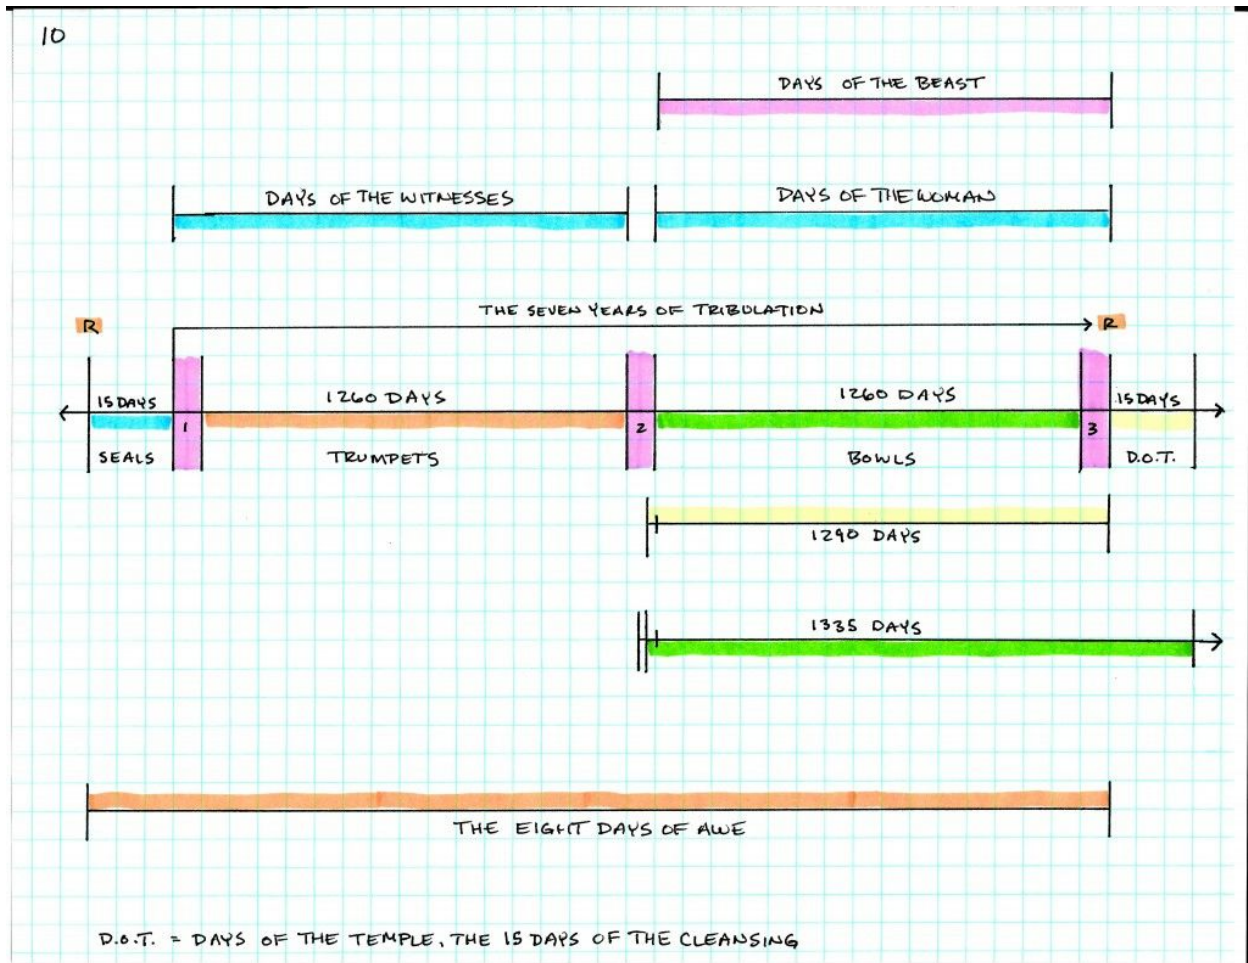 10
DAYS OF THE BEAST
DAYS OF THE WITNESSES
DAYS OF THE WOMAN
THE SEVEN YEARS OF TRIBULATION
R
R
15 DAYS
1260 DAYS
1260 DAYS
15 DAYS
1
2
3
SEALS
TRUMPETS
BOWLS
D.O.T.
1290 DAYS
1335 DAYS
THE EIGHT DAYS OF AWE
D.O.T. = DAYS OF THE TEMPLE, THE 15 DAYS OF THE CLEANSING